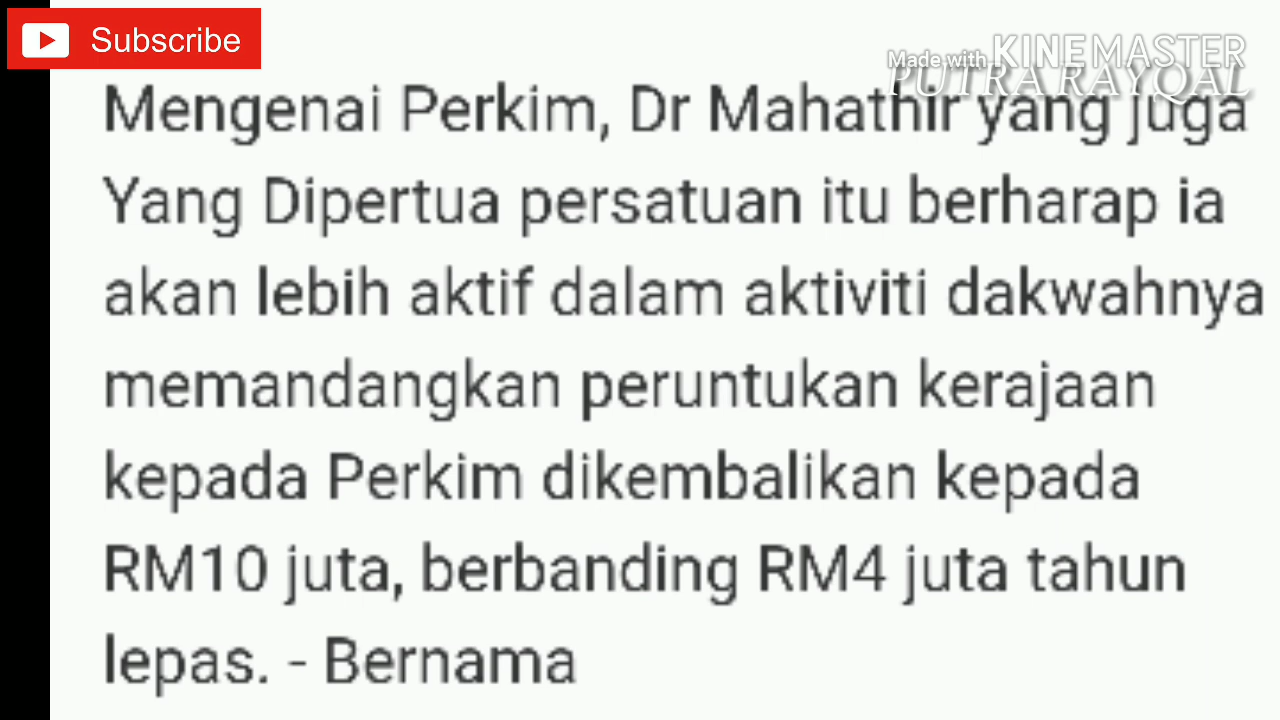 Subscribe
Made with KINEMASTER
PUTRA RAYQAL
Mengenai Perkim, Dr Mahathir yang juga
Yang Dipertua persatuan itu berharap ia
akan lebih aktif dalam aktiviti dakwahnya
memandangkan peruntukan kerajaan
kepada Perkim dikembalikan kepada
RM10 juta, berbanding RM4 juta tahun
lepas. - Bernama